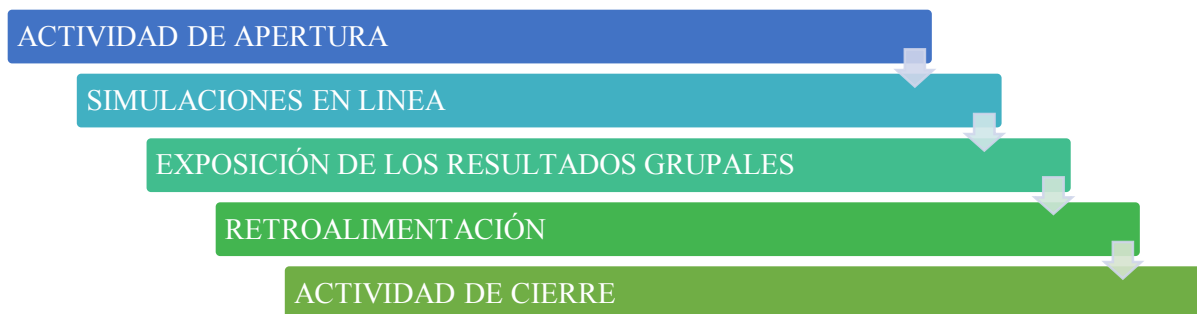 ACTIVIDAD DE APERTURA
SIMULACIONES EN LINEA
EXPOSICIÓN DE LOS RESULTADOS GRUPALES
RETROALIMENTACIÓN
ACTIVIDAD DE CIERRE